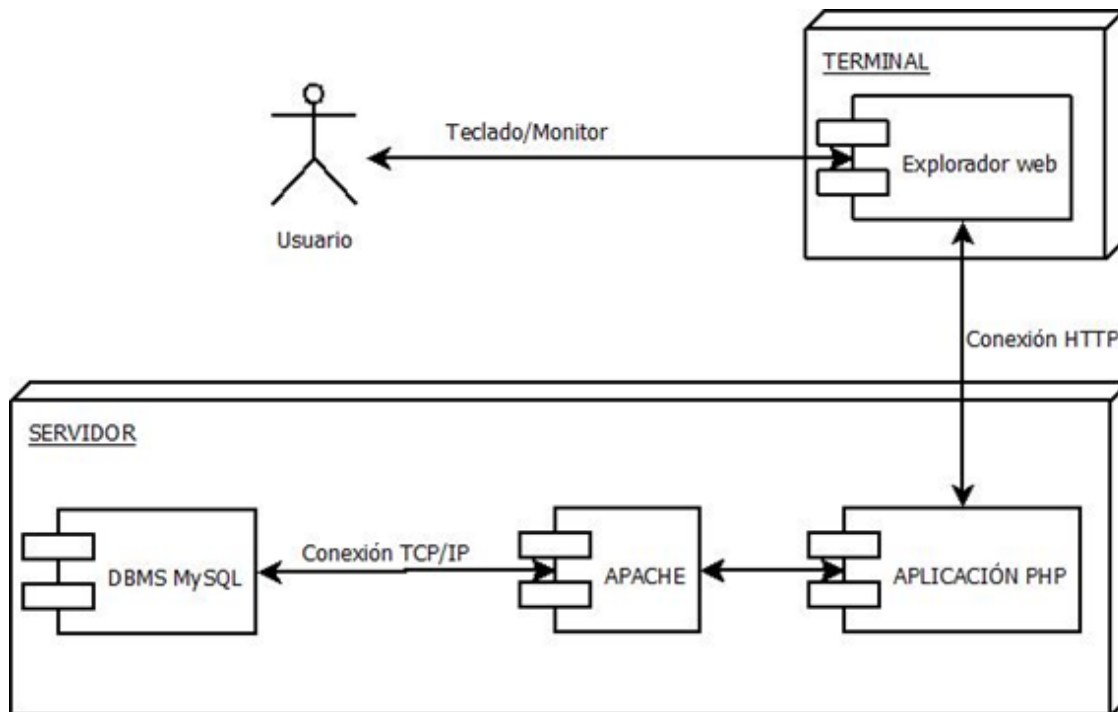 TERMINAL
Teclado/Monitor
Explorador web
Usuario
Conexión HTTP
SERVIDOR
Conexión TCP/IP
DBMS MySQL
APACHE
APLICACIÓN PHP